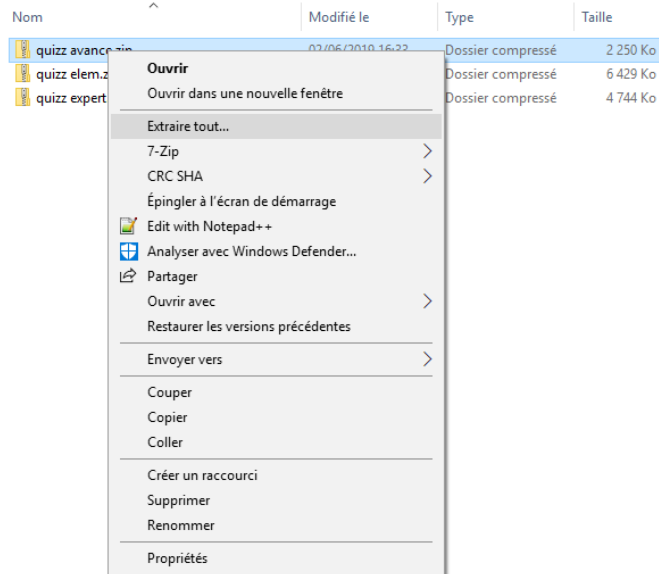 Nom Modifié le Type Taille
quizz avance.zip 02/06/2019 16:33 Dossier compressé 2 250 Ko
quizz elem.z Dossier compressé 6 429 Ko
quizz expert Dossier compressé 4 744 Ko
Ouvrir
Ouvrir dans une nouvelle fenêtre
Extraire tout...
7-Zip
CRC SHA
Épingler à l'écran de démarrage
Edit with Notepad++
Analyser avec Windows Defender...
Partager
Ouvrir avec
Restaurer les versions précédentes
Envoyer vers
Couper
Copier
Coller
Créer un raccourci
Supprimer
Renommer
Propriétés